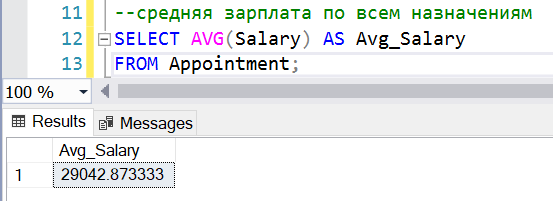 11 --средняя зарплата по всем назначениям
12 SELECT AVG(Salary) AS Avg_Salary
13 FROM Appointment;
100 %
Results Messages
Avg_Salary
1 29042.873333